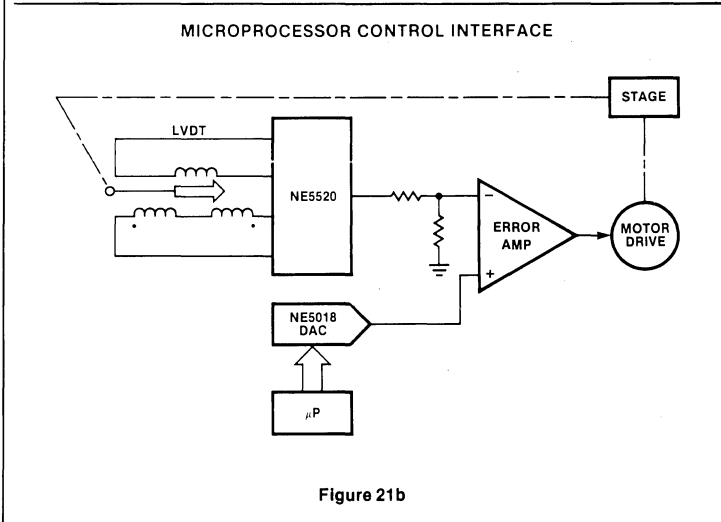 MICROPROCESSOR CONTROL INTERFACE
STAGE
LVDT
NE5520
−
ERROR
AMP
+
MOTOR
DRIVE
NE5018
DAC
μP
Figure 21b